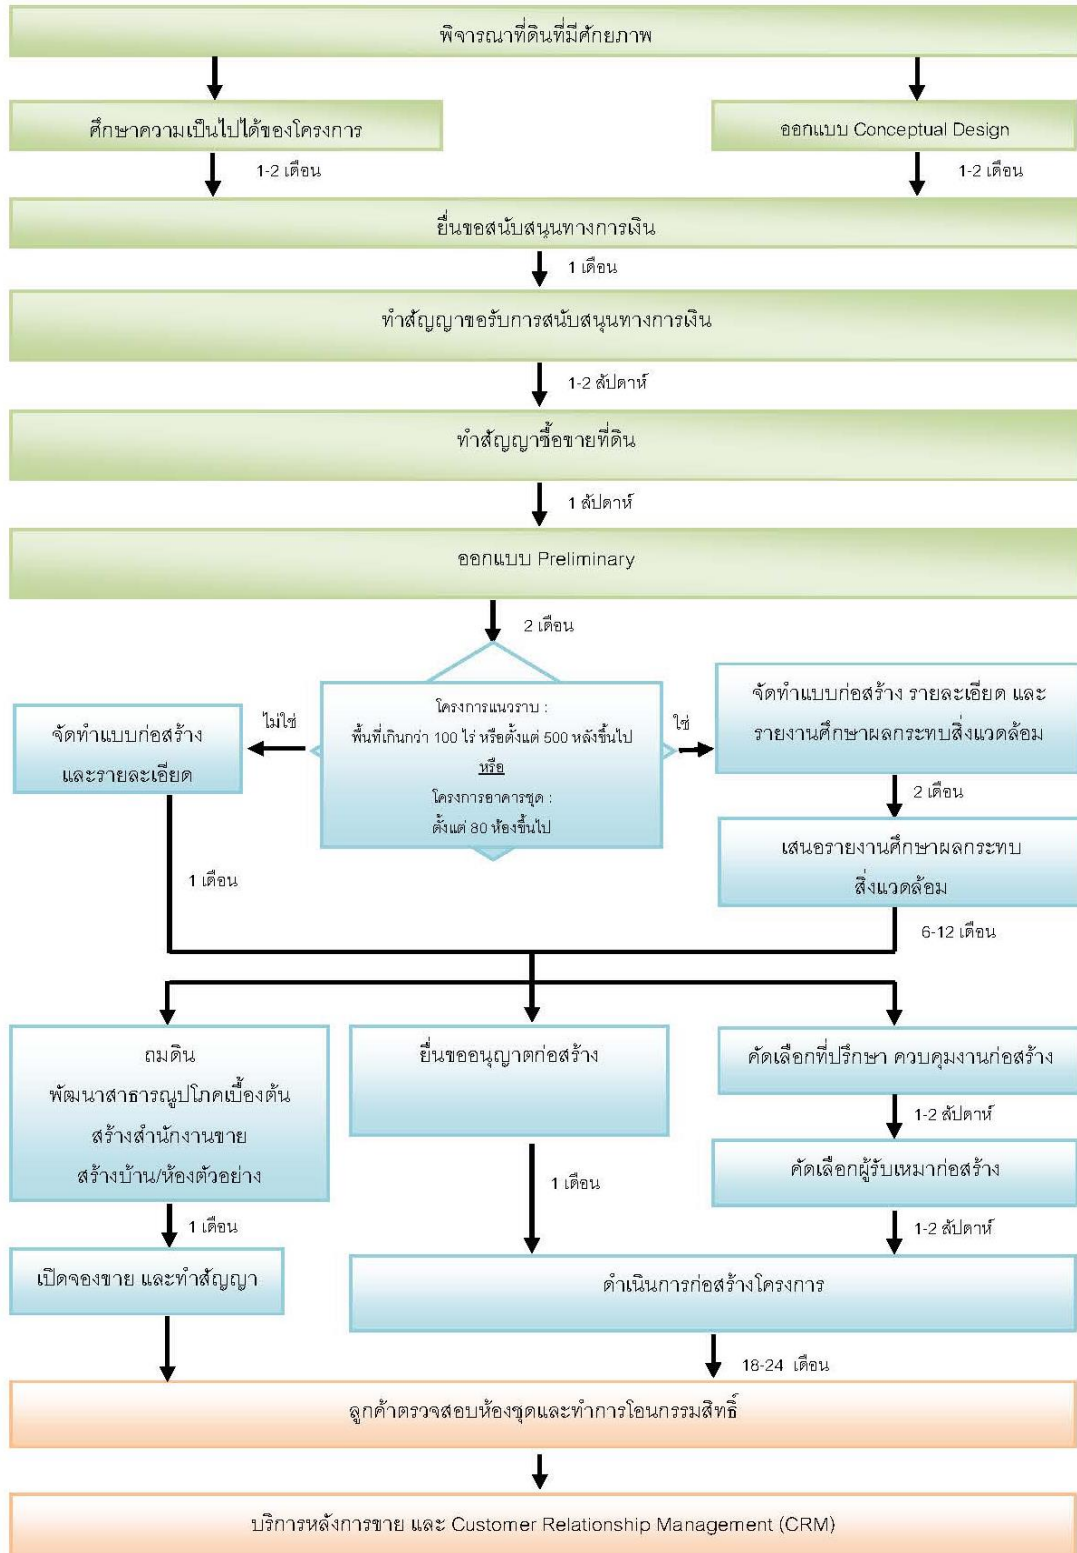 พิจารณาที่ดินที่มีศักยภาพ
ศึกษาความเป็นไปได้ของโครงการ
ออกแบบ Conceptual Design
1-2 เดือน
1-2 เดือน
ยื่นขอสนับสนุนทางการเงิน
1 เดือน
ทำสัญญาขอรับการสนับสนุนทางการเงิน
1-2 สัปดาห์
ทำสัญญาซื้อขายที่ดิน
1 สัปดาห์
ออกแบบ Preliminary
2 เดือน
โครงการแนวราบ :
พื้นที่เกินกว่า 100 ไร่ หรือตั้งแต่ 500 หลังขึ้นไป
หรือ
โครงการอาคารชุด :
ตั้งแต่ 80 ห้องขึ้นไป
ไม่ใช่
จัดทำแบบก่อสร้าง
และรายละเอียด
1 เดือน
ใช่
จัดทำแบบก่อสร้าง รายละเอียด และ
รายงานศึกษาผลกระทบสิ่งแวดล้อม
2 เดือน
เสนอรายงานศึกษาผลกระทบ
สิ่งแวดล้อม
6-12 เดือน
ถมดิน
พัฒนาสาธารณูปโภคเบื้องต้น
สร้างสำนักงานขาย
สร้างบ้าน/ห้องตัวอย่าง
1 เดือน
เปิดจองขาย และทำสัญญา
ยื่นขออนุญาตก่อสร้าง
1 เดือน
คัดเลือกที่ปรึกษา ควบคุมงานก่อสร้าง
1-2 สัปดาห์
คัดเลือกผู้รับเหมาก่อสร้าง
1-2 สัปดาห์
ดำเนินการก่อสร้างโครงการ
18-24 เดือน
ลูกค้าตรวจสอบห้องชุดและทำการโอนกรรมสิทธิ์
บริการหลังการขาย และ Customer Relationship Management (CRM)